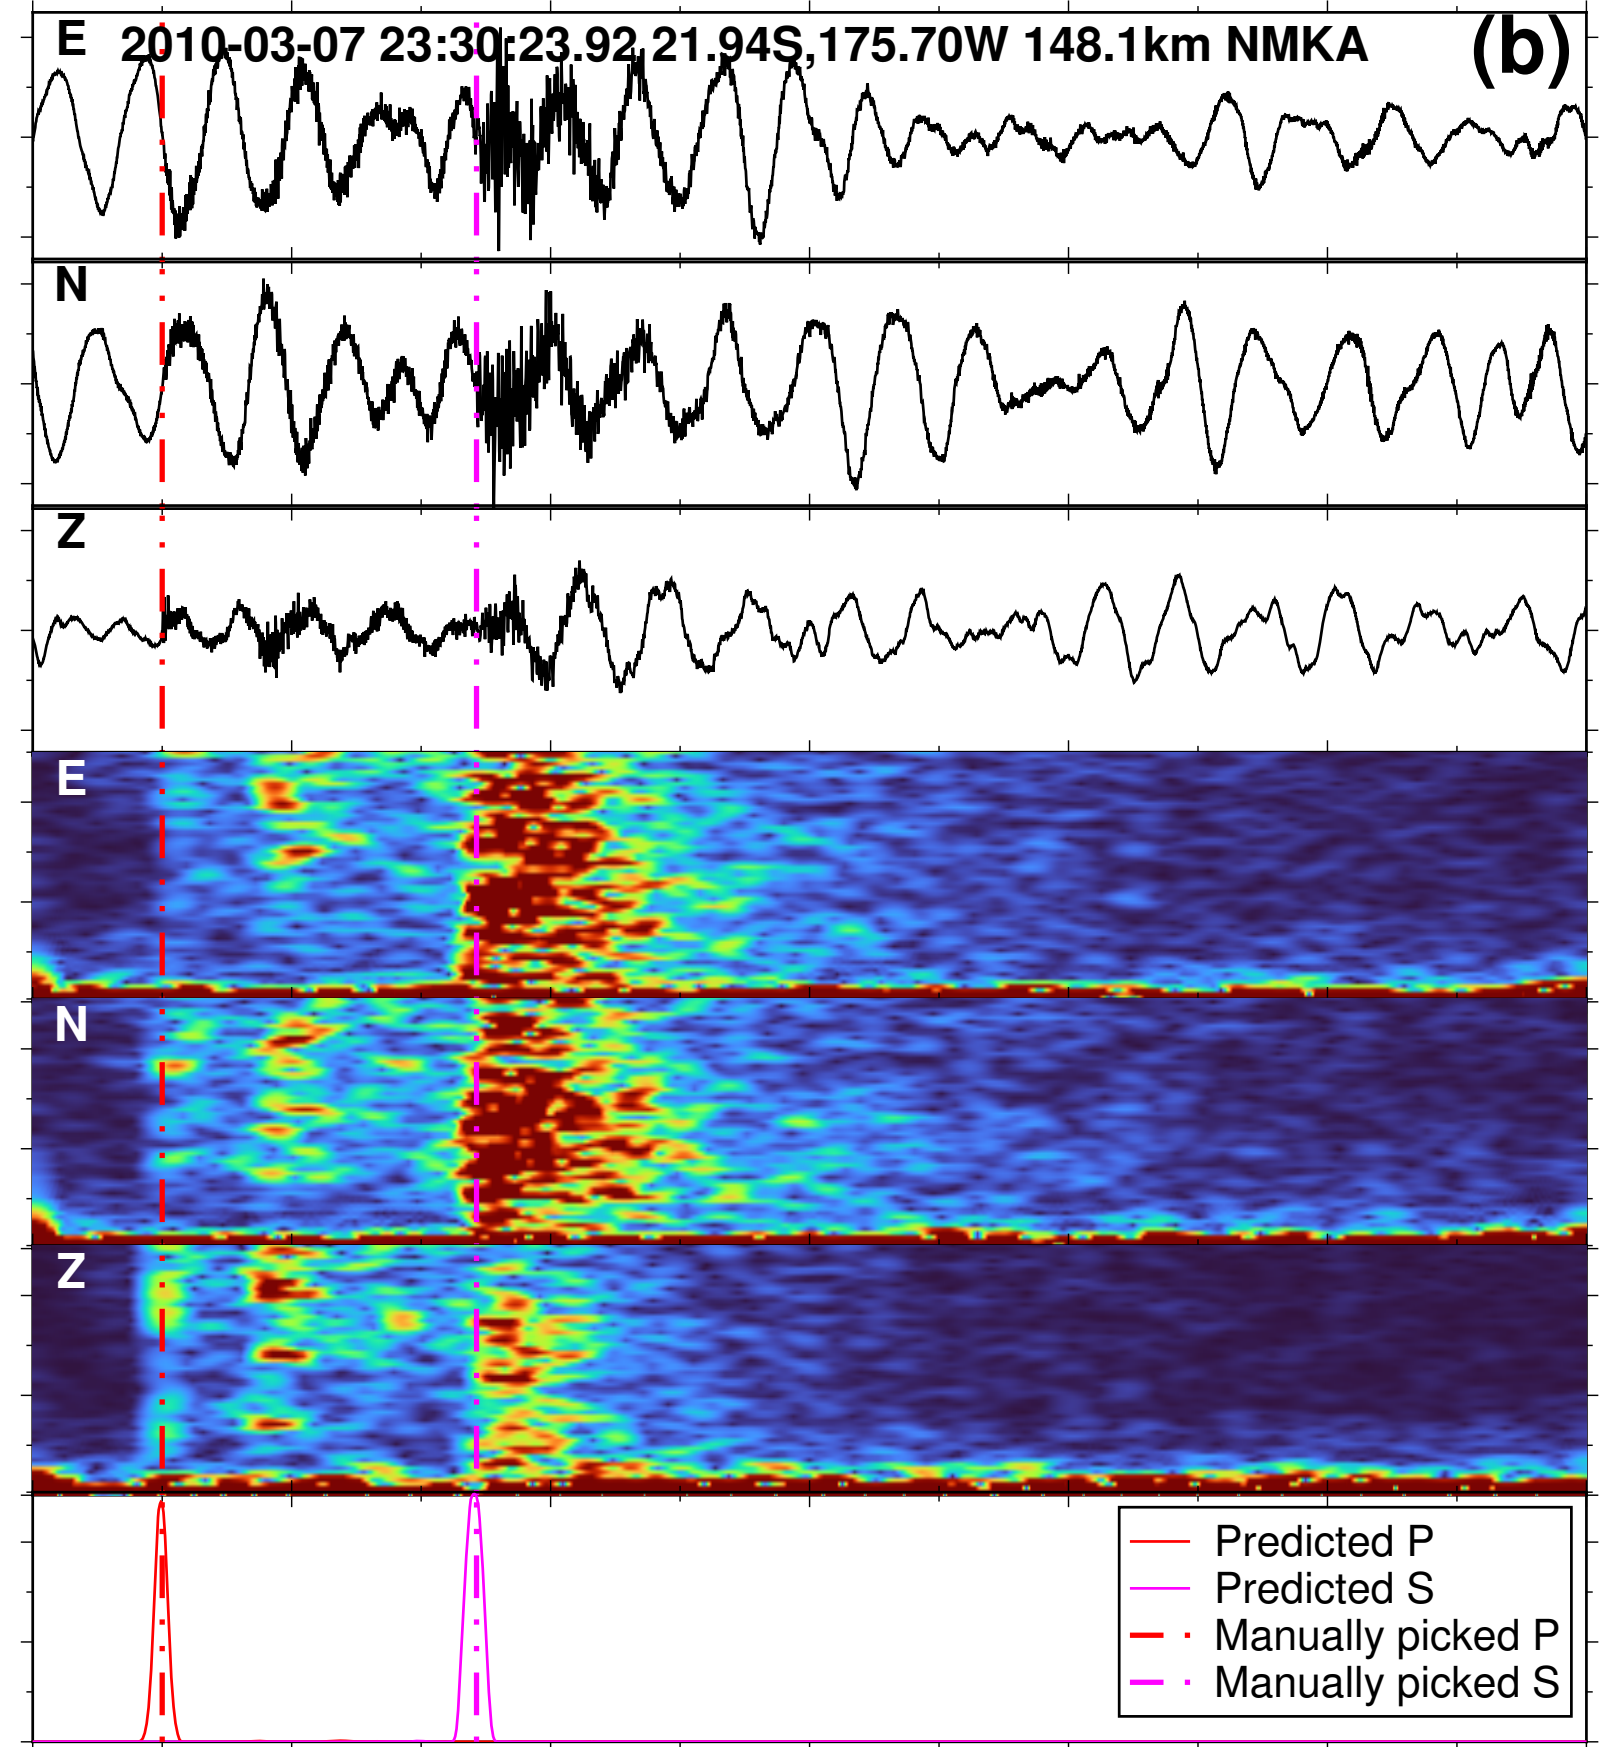 E 2010-03-07 23:30:23.92 21.94S,175.70W 148.1km NMKA (b)
N
Z
E
N
Z
Predicted P
Predicted S
Manually picked P
Manually picked S